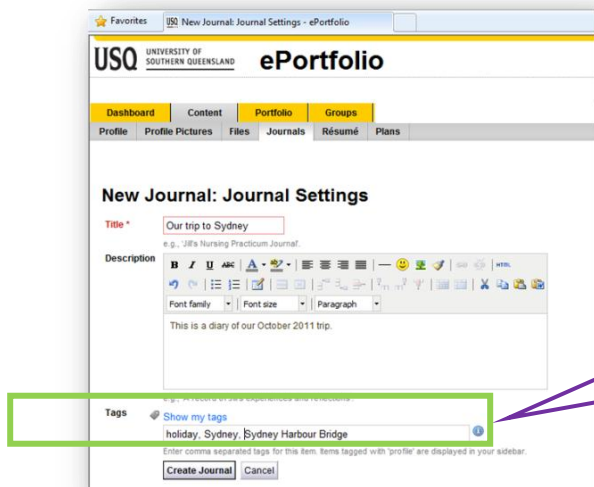 Favorites
USQ New Journal: Journal Settings - ePortfolio
USQ UNIVERSITY OF SOUTHERN QUEENSLAND ePortfolio
Dashboard Content Portfolio Groups
Profile Profile Pictures Files Journals Résumé Plans
New Journal: Journal Settings
Title * Our trip to Sydney
e.g., 'Jill's Nursing Practicum Journal'.
Description
B I U ABC A HTML
Font family Font size Paragraph
This is a diary of our October 2011 trip.
Tags Show my tags
holiday, Sydney, Sydney Harbour Bridge
Enter comma separated tags for this item. Items tagged with 'profile' are displayed in your sidebar.
Create Journal Cancel